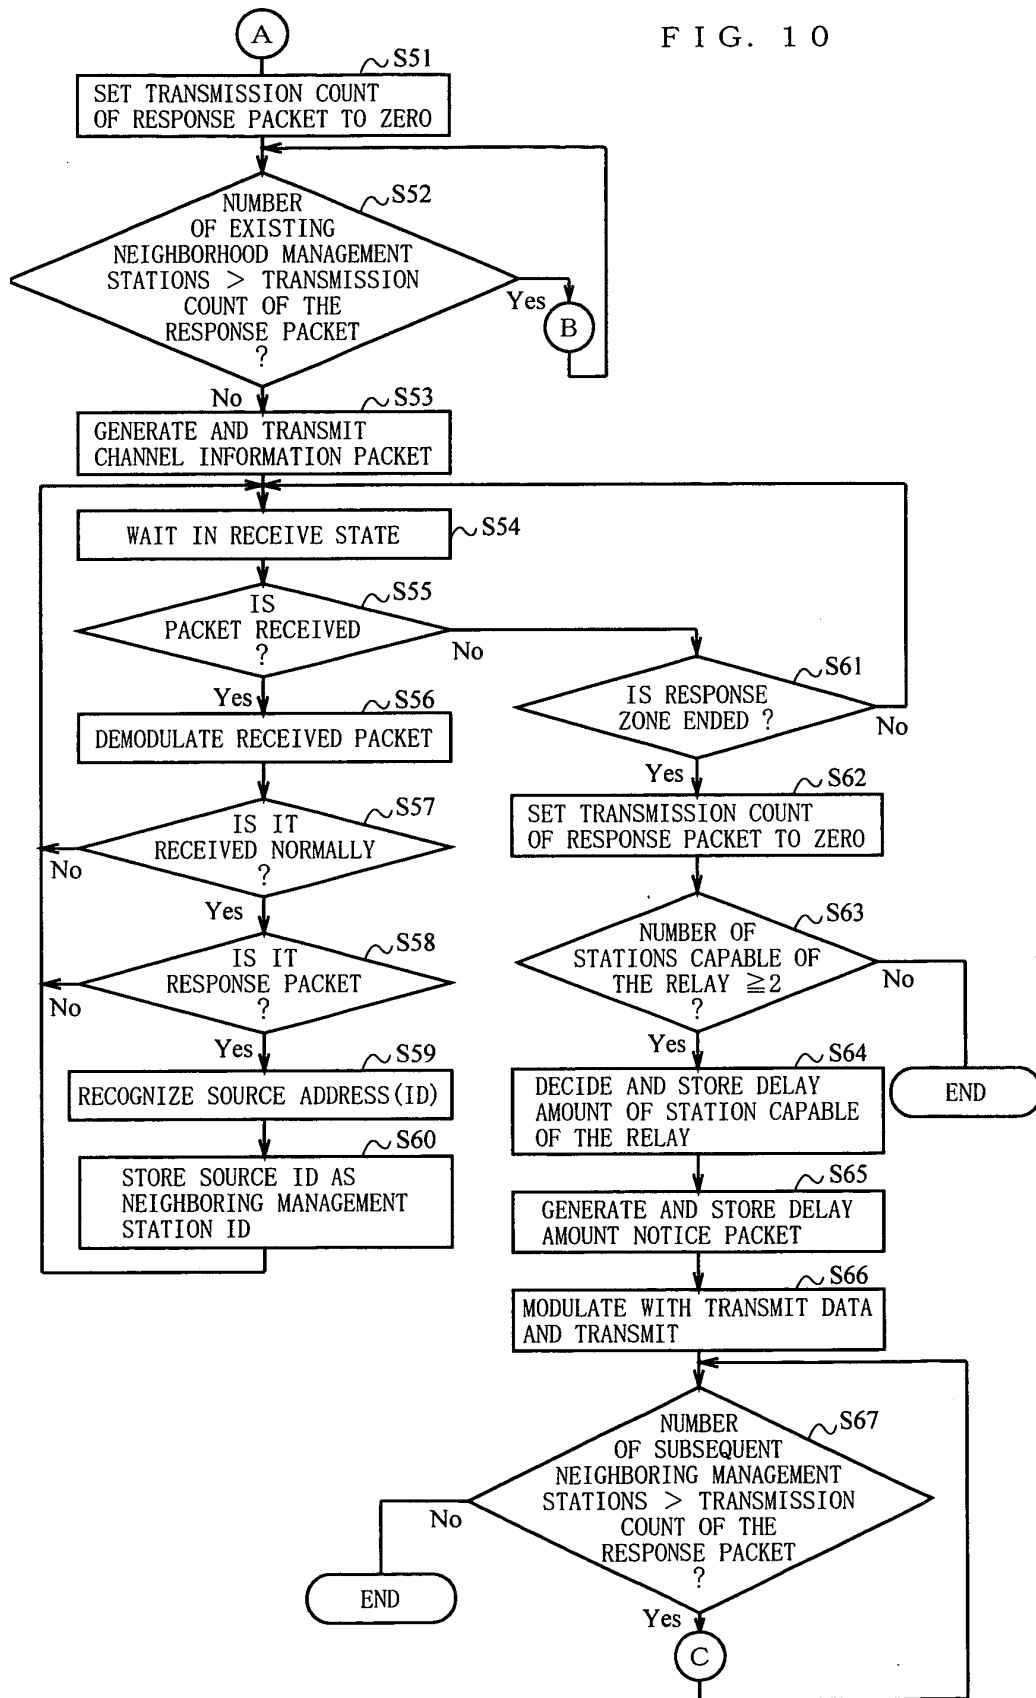 FIG. 10
A
S51
SET TRANSMISSION COUNT
OF RESPONSE PACKET TO ZERO
S52
NUMBER
OF EXISTING
NEIGHBORHOOD MANAGEMENT
STATIONS > TRANSMISSION
COUNT OF THE
RESPONSE PACKET
?
Yes
B
No
S53
GENERATE AND TRANSMIT
CHANNEL INFORMATION PACKET
WAIT IN RECEIVE STATE
S54
S55
IS
PACKET RECEIVED
?
No
Yes
S56
DEMODULATE RECEIVED PACKET
S57
IS IT
RECEIVED NORMALLY
?
No
Yes
S58
IS IT
RESPONSE PACKET
?
No
Yes
S59
RECOGNIZE SOURCE ADDRESS(ID)
S60
STORE SOURCE ID AS
NEIGHBORING MANAGEMENT
STATION ID
S61
IS RESPONSE
ZONE ENDED ?
No
Yes
S62
SET TRANSMISSION COUNT
OF RESPONSE PACKET TO ZERO
S63
NUMBER OF
STATIONS CAPABLE OF
THE RELAY ≧2
?
No
Yes
END
S64
DECIDE AND STORE DELAY
AMOUNT OF STATION CAPABLE
OF THE RELAY
S65
GENERATE AND STORE DELAY
AMOUNT NOTICE PACKET
S66
MODULATE WITH TRANSMIT DATA
AND TRANSMIT
S67
NUMBER
OF SUBSEQUENT
NEIGHBORING MANAGEMENT
STATIONS > TRANSMISSION
COUNT OF THE
RESPONSE PACKET
?
No
END
Yes
C